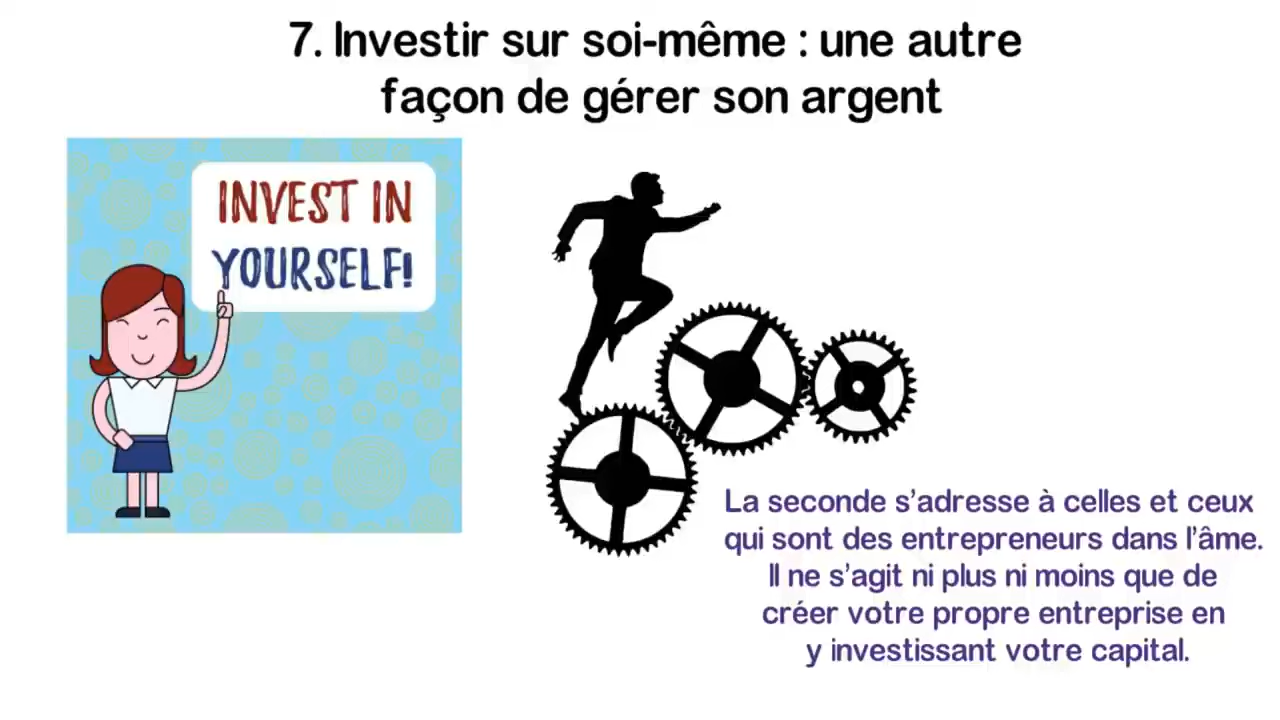 7. Investir sur soi-même : une autre
façon de gérer son argent
INVEST IN
YOURSELF!
La seconde s'adresse à celles et ceux
qui sont des entrepreneurs dans l'âme.
Il ne s'agit ni plus ni moins que de
créer votre propre entreprise en
y investissant votre capital.